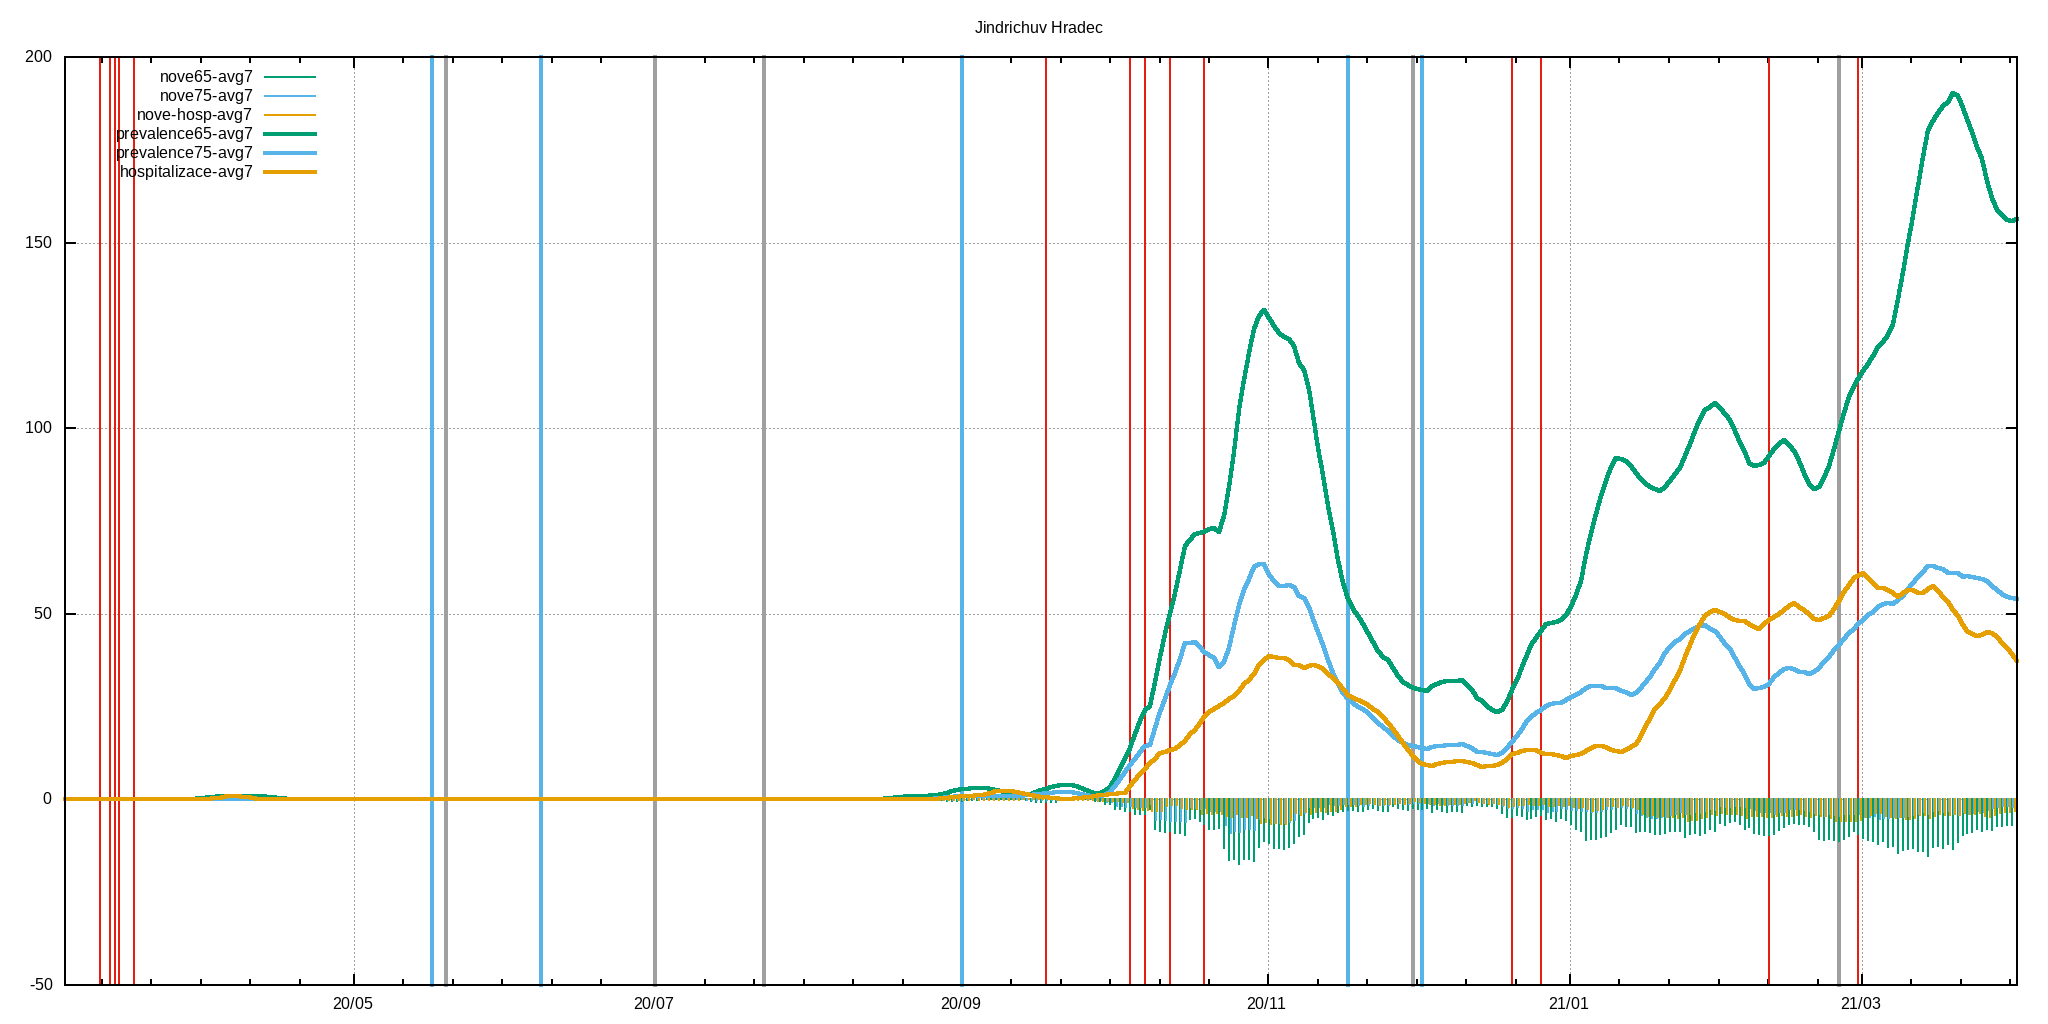 Jindrichuv Hradec
200
nove65-avg7
nove75-avg7
nove-hosp-avg7
prevalence65-avg7
prevalence75-avg7
hospitalizace-avg7
150
100
50
0
-50
20/05
20/07
20/09
20/11
21/01
21/03